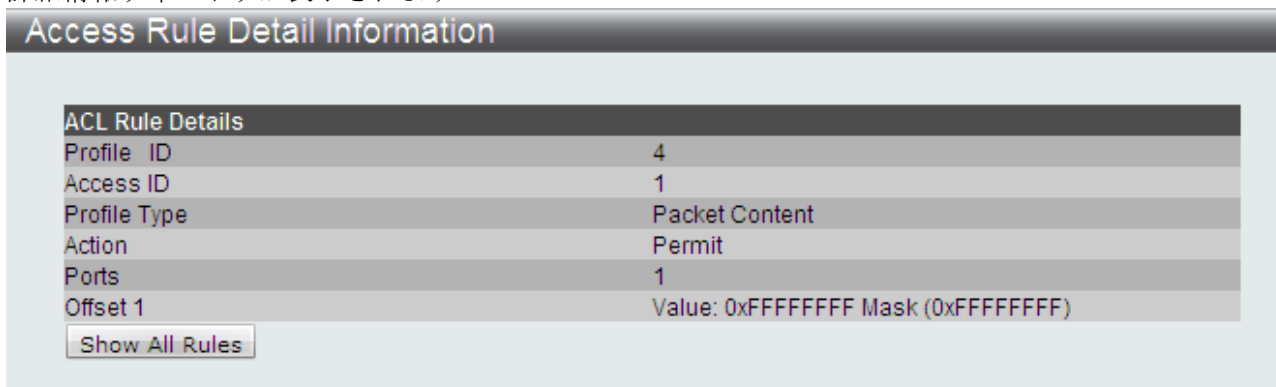 Access Rule Detail Information
ACL Rule Details
Profile ID 4
Access ID 1
Profile Type Packet Content
Action Permit
Ports 1
Offset 1 Value: 0xFFFFFFFF Mask (0xFFFFFFFF)
Show All Rules